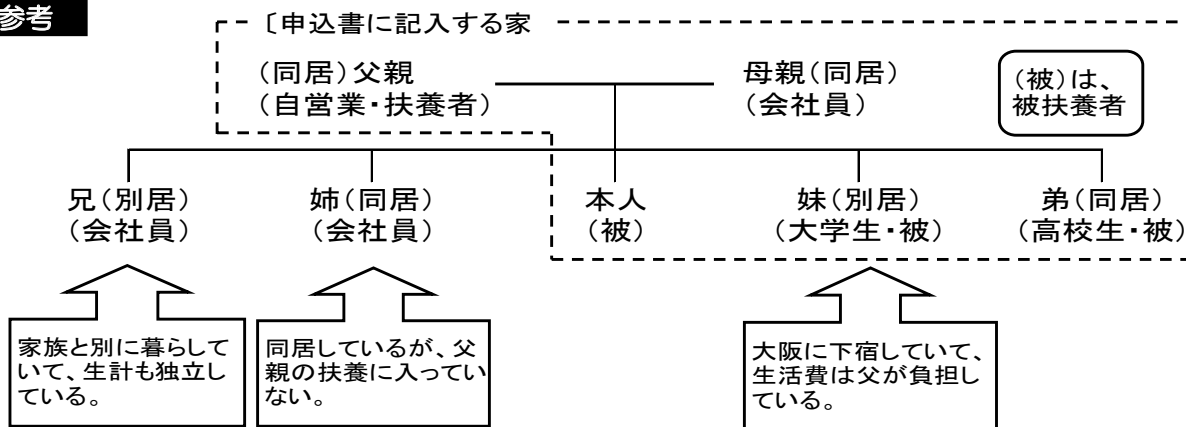 参考
〔申込書に記入する家
(同居)父親
(自営業・扶養者)
母親(同居)
(会社員)
(被)は、
被扶養者
兄(別居)
(会社員)
姉(同居)
(会社員)
本人
(被)
妹(別居)
(大学生・被)
弟(同居)
(高校生・被)
家族と別に暮らして
いて、生計も独立し
ている。
同居しているが、父
親の扶養に入ってい
ない。
大阪に下宿していて、
生活費は父が負担し
ている。